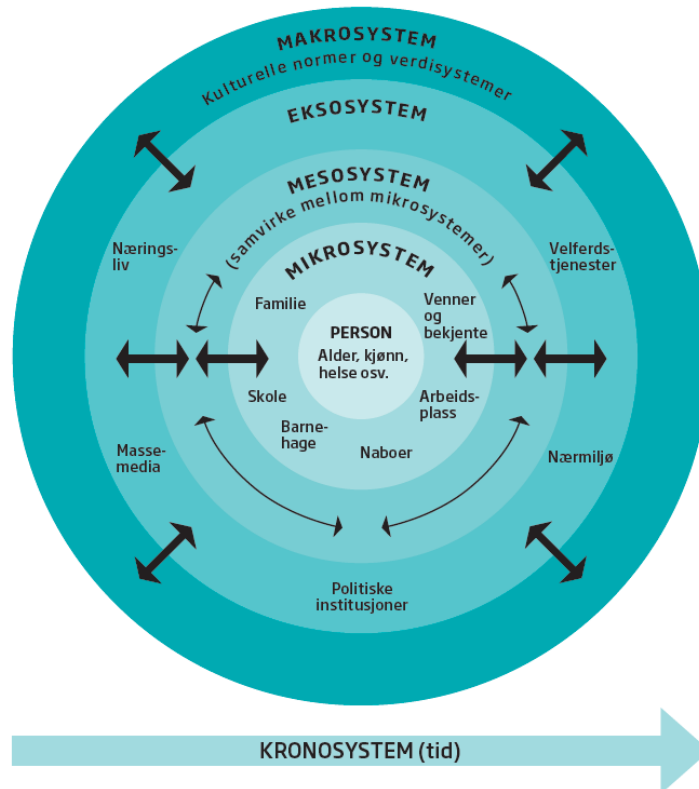 MAKROSYSTEM
Kulturelle normer og verdisystemer
EKSOSYSTEM
MESOSYSTEM
(samvirke mellom mikrosystemer)
MIKROSYSTEM
Nærings-
liv
Velferds-
tjenester
Familie
Venner
og
bekjente
PERSON
Alder, kjønn,
helse osv.
Skole
Barne-
hage
Naboer
Arbeids-
plass
Masse-
media
Nærmiljø
Politiske
institusjoner
KRONOSYSTEM (tid)